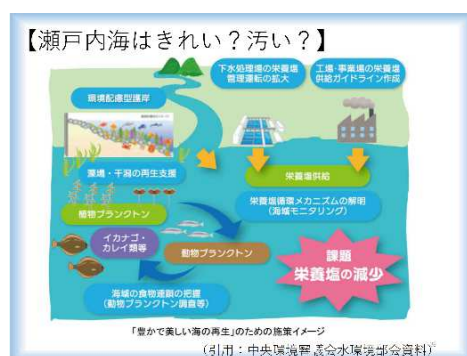 【瀬戸内海はきれい？汚い？】
下水処理場の栄養塩
管理運転の拡大
工場・事業場の栄養塩
供給ガイドライン作成
環境配慮型護岸
藻場・干潟の再生支援
栄養塩供給
植物プランクトン
栄養塩循環メカニズムの解明
（海域モニタリング）
イカナゴ・
カレイ類等
動物プランクトン
課題
栄養塩の減少
海域の食物連鎖の把握
（動物プランクトン調査等）
「豊かで美しい海の再生」のための施策イメージ
（引用：中央環境審議会水環境部会資料）